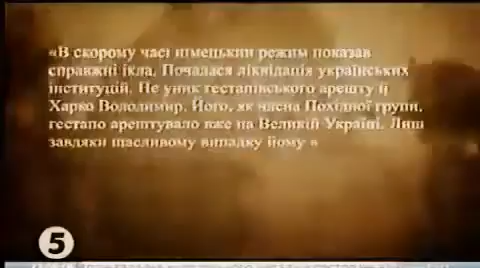 «В скорому часі німецький режим показав
справжні ікла. Почалася ліквідація українських
інституцій. Не уник гестапівського арешту й
Харко Володимир. Його, як члена Похідної групи,
гестапо арештувало вже на Великій Україні. Лиш
завдяки щасливому випадку йому »
5